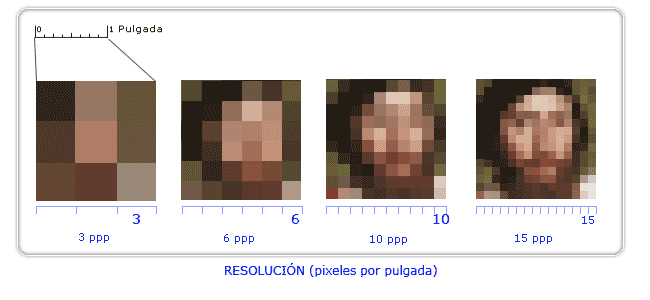 0 1 Pulgada
3 6 10 15
3 ppp 6 ppp 10 ppp 15 ppp
RESOLUCIÓN (pixeles por pulgada)